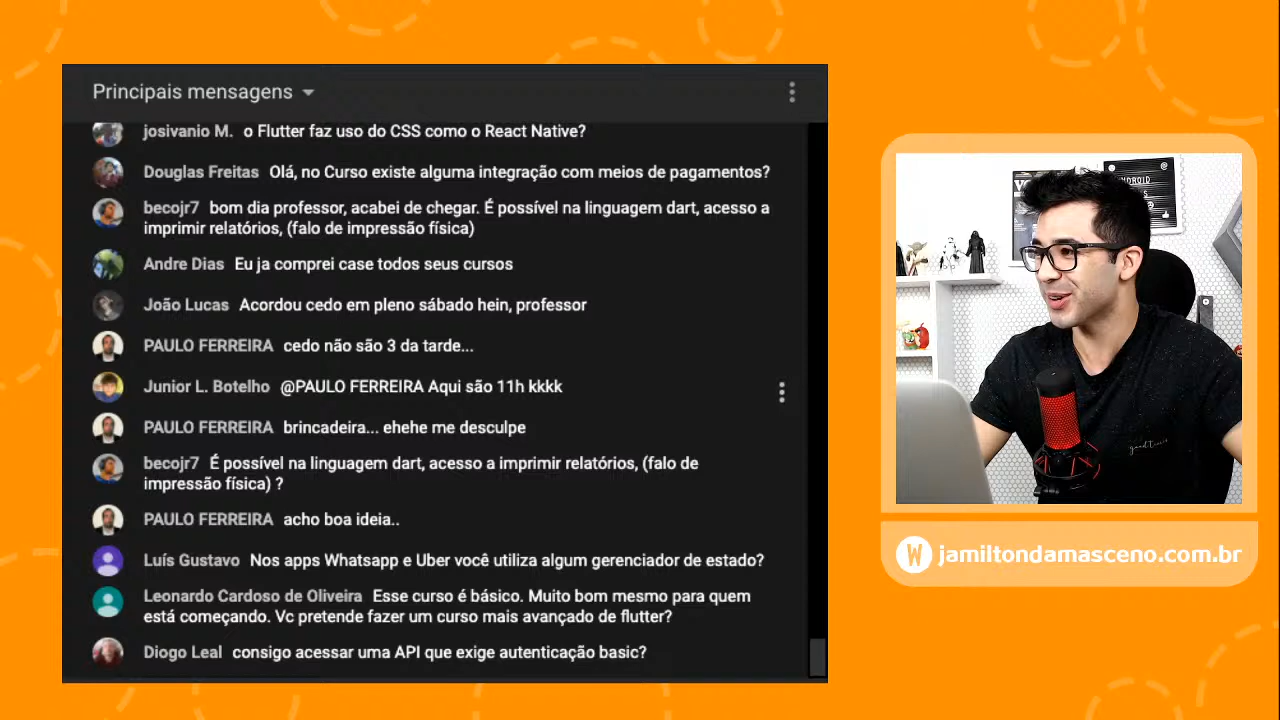 Principais mensagens
josivanio M. o Flutter faz uso do CSS como o React Native?
Douglas Freitas Olá, no Curso existe alguma integração com meios de pagamentos?
becojr7 bom dia professor, acabei de chegar. É possível na linguagem dart, acesso a
imprimir relatórios, (falo de impressão física)
Andre Dias Eu ja comprei case todos seus cursos
João Lucas Acordou cedo em pleno sábado hein, professor
PAULO FERREIRA cedo não são 3 da tarde...
Junior L. Botelho @PAULO FERREIRA Aqui são 11h kkkk
PAULO FERREIRA brincadeira... ehehe me desculpe
becojr7 É possível na linguagem dart, acesso a imprimir relatórios, (falo de
impressão física) ?
PAULO FERREIRA acho boa ideia..
Luís Gustavo Nos apps Whatsapp e Uber você utiliza algum gerenciador de estado?
Leonardo Cardoso de Oliveira Esse curso é básico. Muito bom mesmo para quem
está começando. Vc pretende fazer um curso mais avançado de flutter?
Diogo Leal consigo acessar uma API que exige autenticação basic?
W jamiltondamasceno.com.br